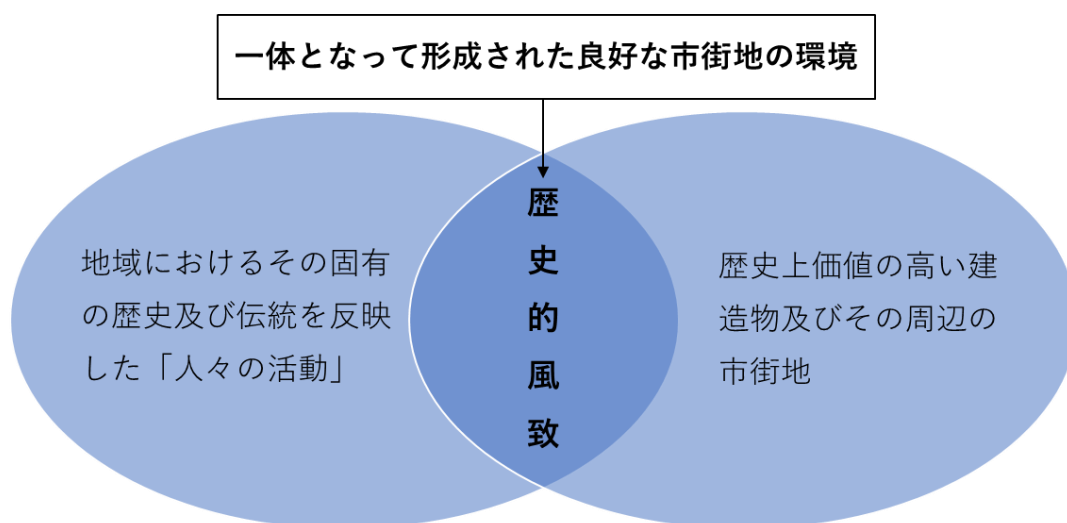 一体となって形成された良好な市街地の環境
地域におけるその固有
の歴史及び伝統を反映
した「人々の活動」
歴史的風致
歴史上価値の高い建
造物及びその周辺の
市街地